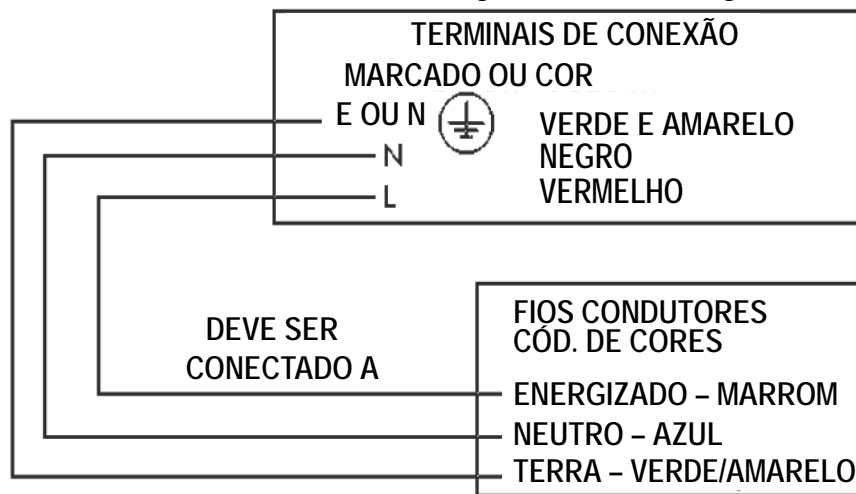 TERMINAIS DE CONEXÃO
MARCADO OU COR
E OU N VERDE E AMARELO
N NEGRO
L VERMELHO
DEVE SER
CONECTADO A
FIOS CONDUTORES
CÓD. DE CORES
ENERGIZADO – MARROM
NEUTRO – AZUL
TERRA – VERDE/AMARELO